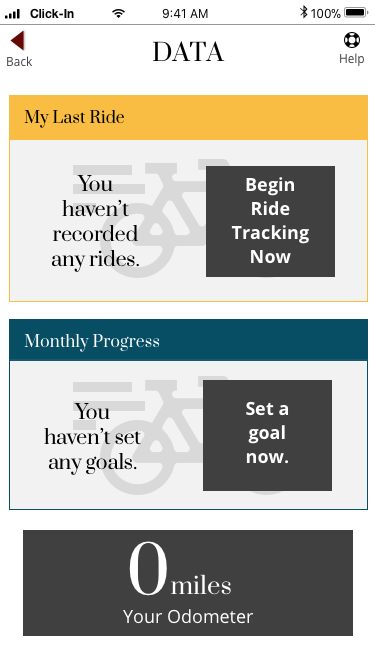 Click-In 9:41 AM 100%
Back
DATA
Help
My Last Ride
You
haven't
recorded
any rides.
Begin
Ride
Tracking
Now
Monthly Progress
You
haven't set
any goals.
Set a
goal
now.
0 miles
Your Odometer